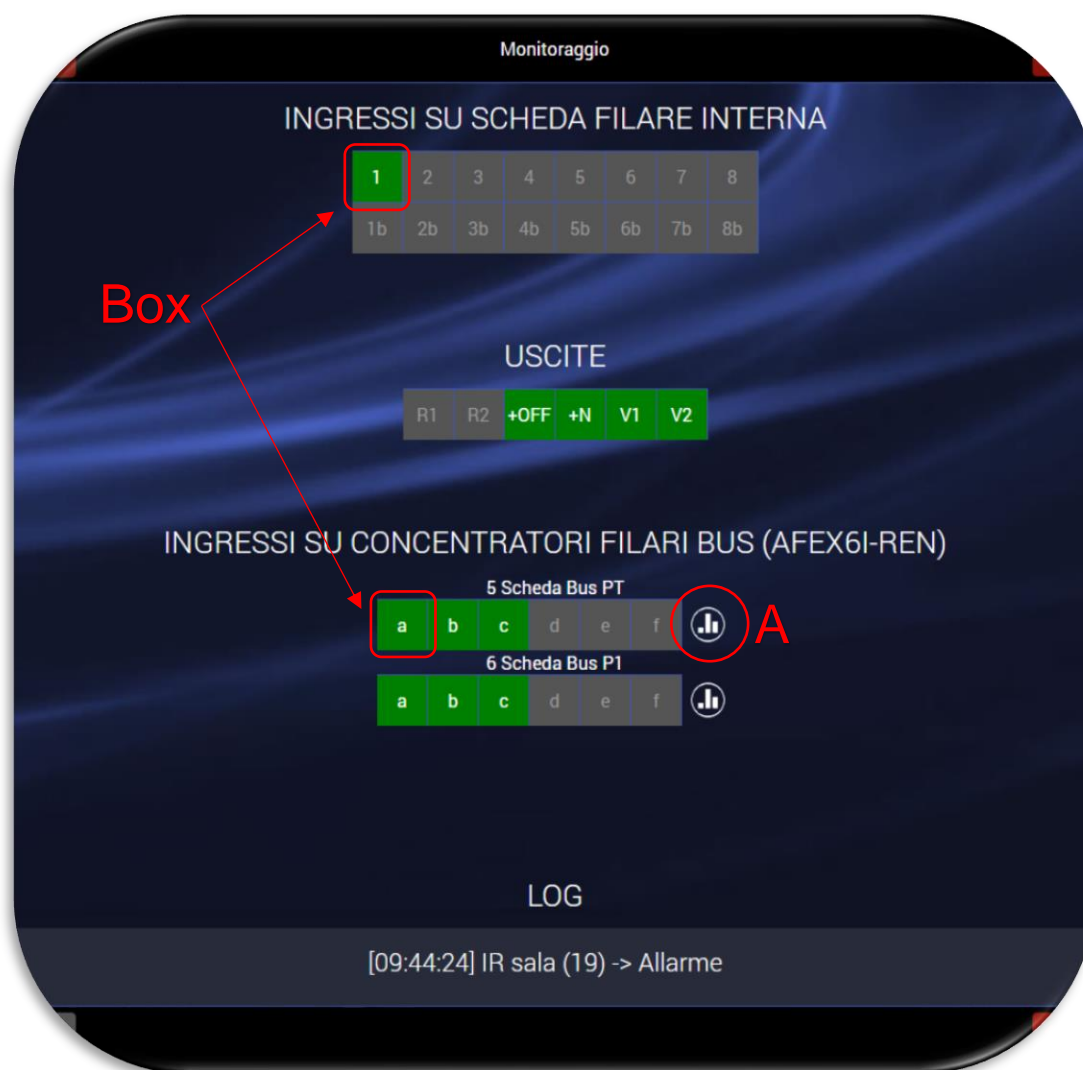 Monitoraggio
INGRESSI SU SCHEDA FILARE INTERNA
1 2 3 4 5 6 7 8
1b 2b 3b 4b 5b 6b 7b 8b
Box
USCITE
R1 R2 +OFF +N V1 V2
INGRESSI SU CONCENTRATORI FILARI BUS (AFEX6I-REN)
5 Scheda Bus PT
a b c d e f A
6 Scheda Bus P1
a b c d e f
LOG
[09:44:24] IR sala (19) -> Allarme